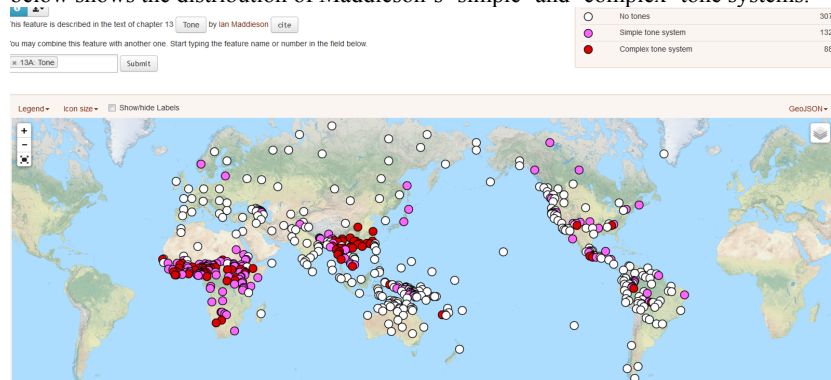 below shows the distribution of Maddieson's 'simple' and 'complex' tone systems.
This feature is described in the text of chapter 13 Tone by Ian Maddieson cite
You may combine this feature with another one. Start typing the feature name or number in the field below.
× 13A: Tone Submit
No tones 307
Simple tone system 132
Complex tone system 88
Legend Icon size Show/hide Labels GeoJSON
+
−